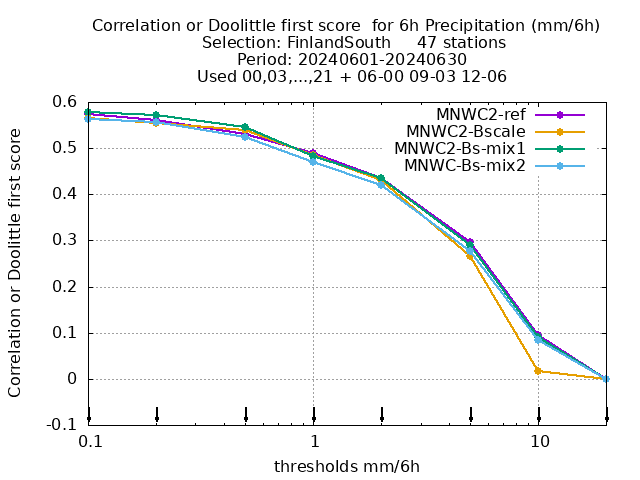 Correlation or Doolittle first score  for 6h Precipitation (mm/6h)
Selection: FinlandSouth     47 stations
Period: 20240601-20240630
Used 00,03,...,21 + 06-00 09-03 12-06
MNWC2-ref
MNWC2-Bscale
MNWC2-Bs-mix1
MNWC-Bs-mix2
Correlation or Doolittle first score
0.6
0.5
0.4
0.3
0.2
0.1
0
-0.1
0.1 1 10
thresholds mm/6h